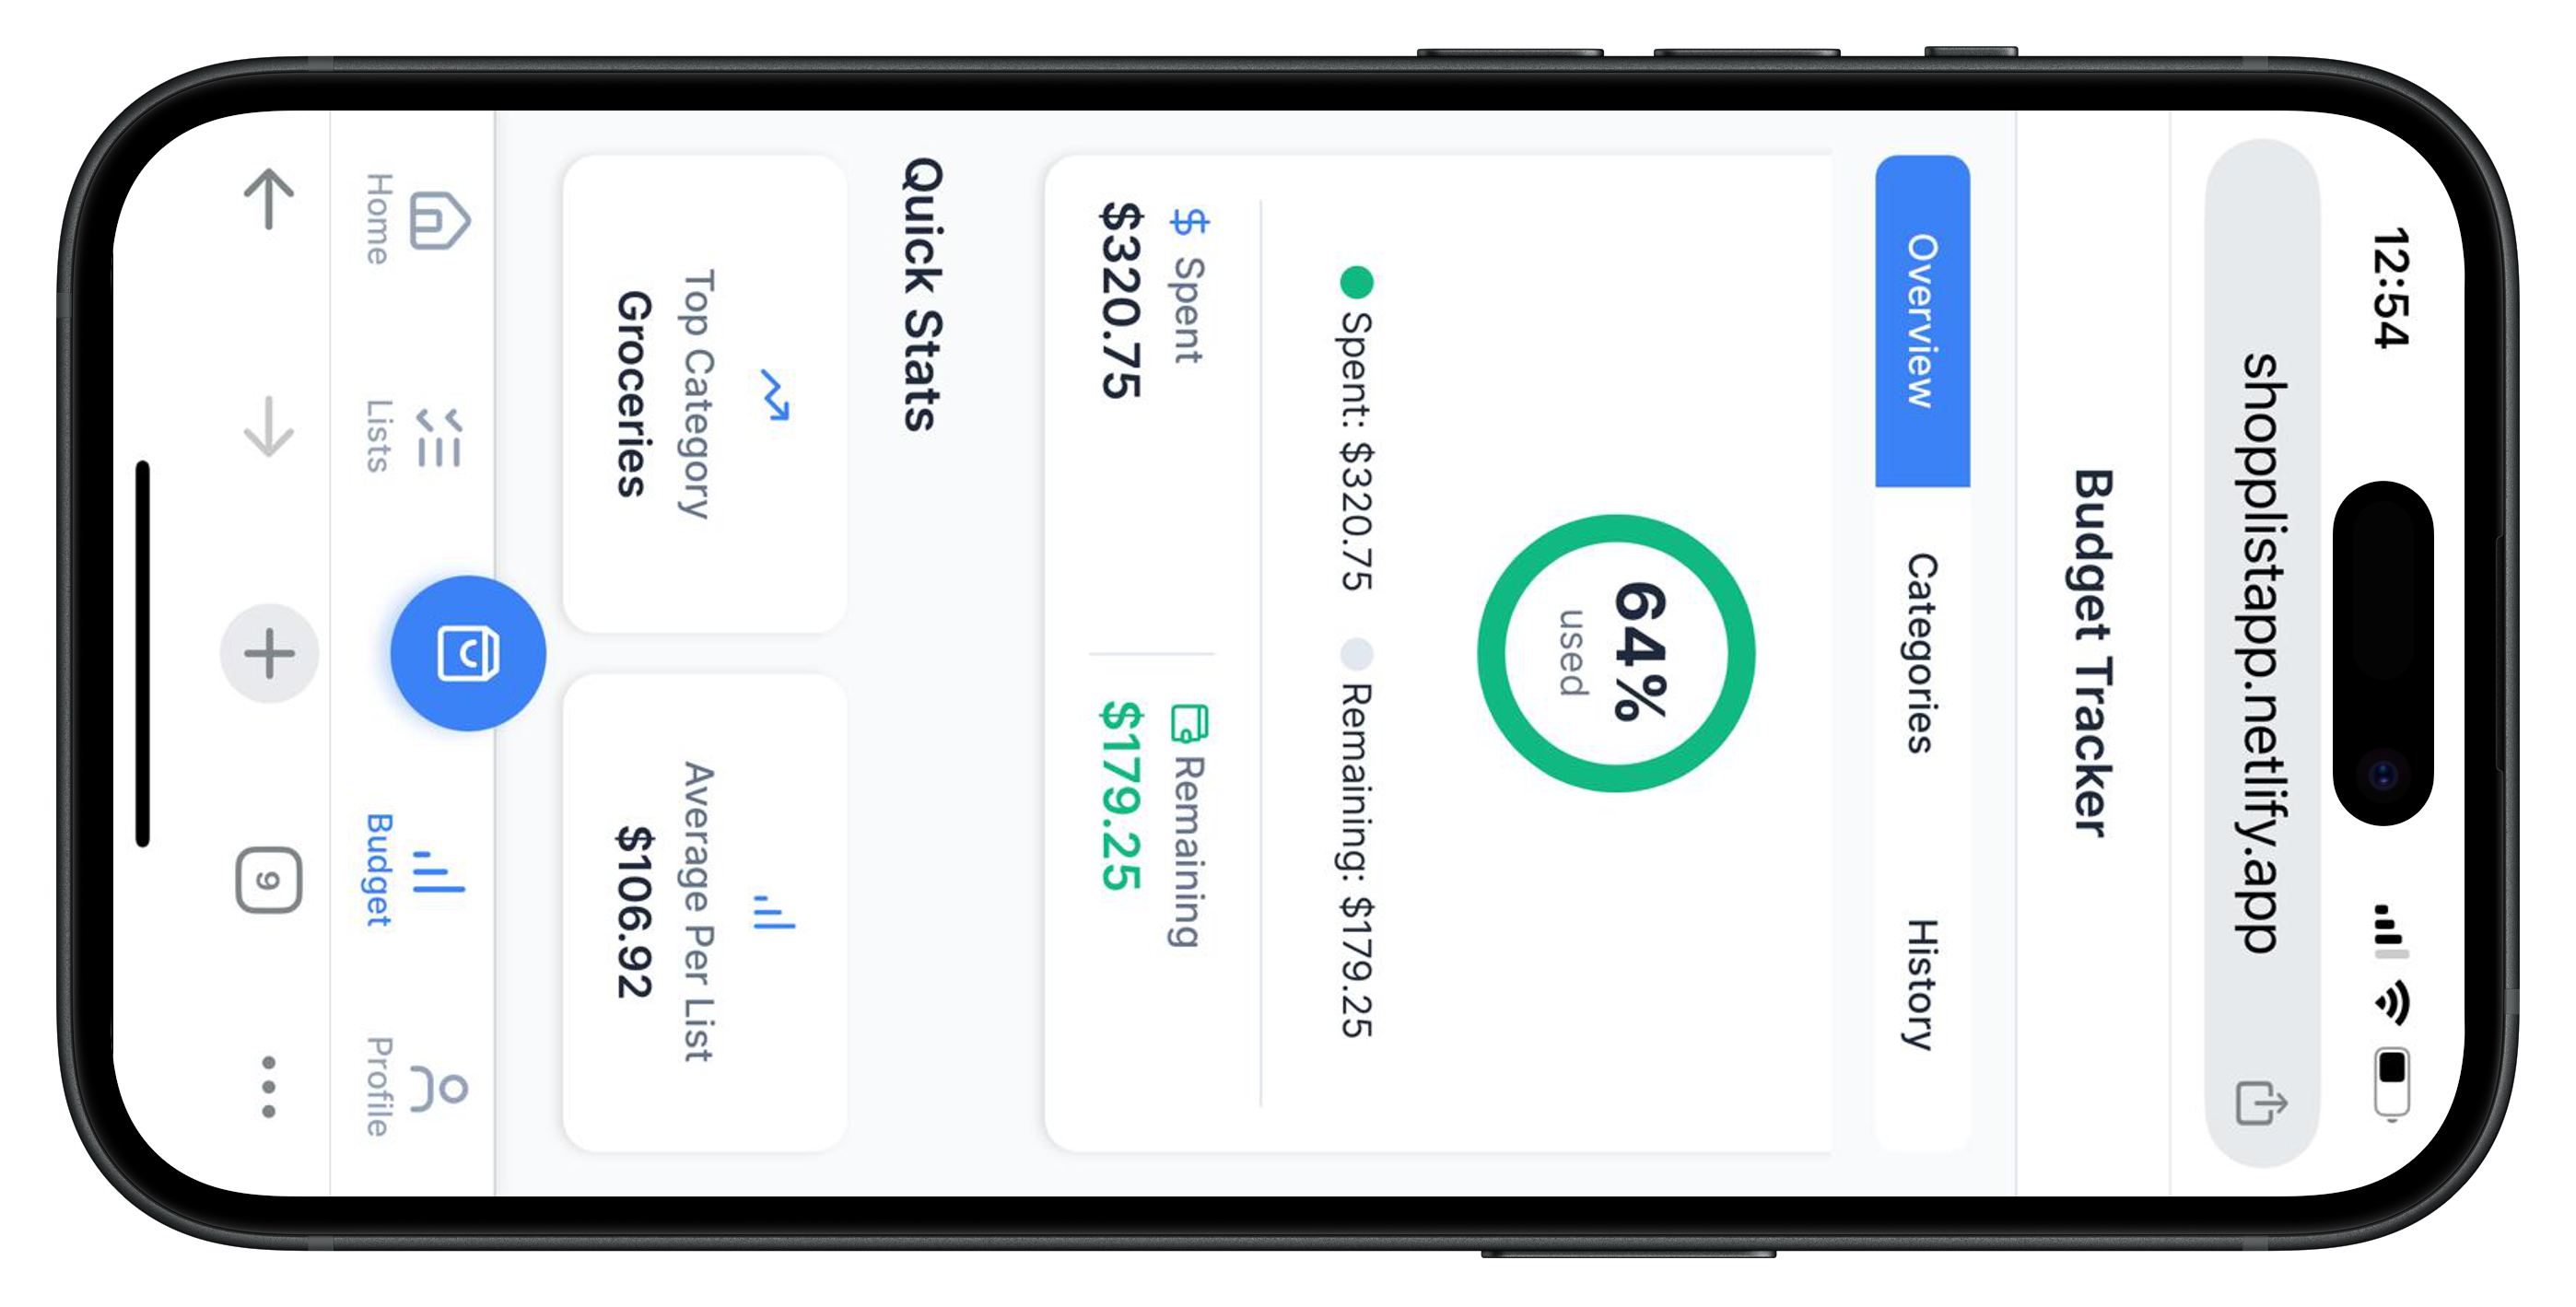 12:54
shopplistapp.netlify.app
Budget Tracker
Overview Categories History
64%
used
Spent: $320.75 Remaining: $179.25
$ Spent Remaining
$320.75 $179.25
Quick Stats
Top Category Average Per List
Groceries $106.92
Home Lists Budget Profile
9